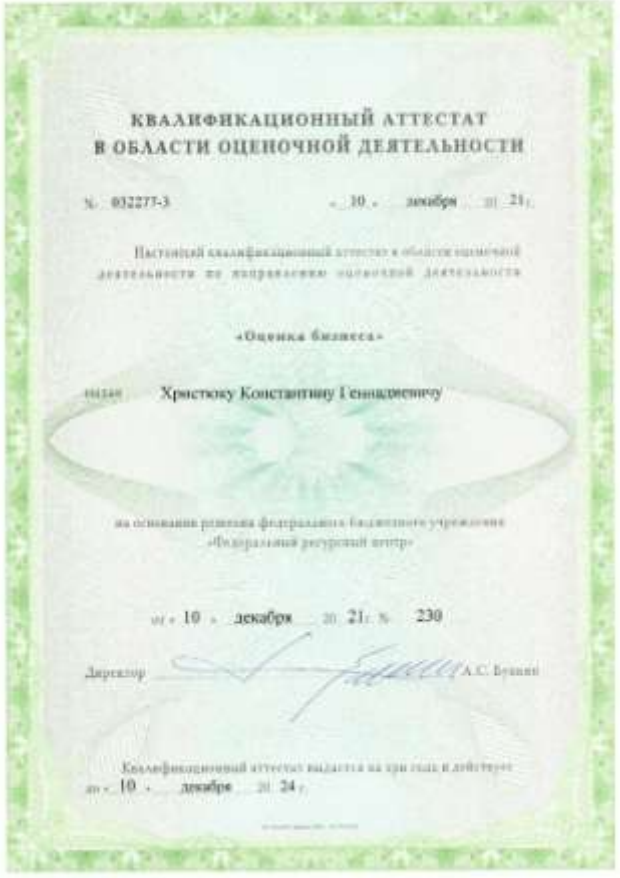 КВАЛИФИКАЦИОННЫЙ АТТЕСТАТ
В ОБЛАСТИ ОЦЕНОЧНОЙ ДЕЯТЕЛЬНОСТИ
№ 032277-3 « 10 » декабря 20 21 г.
Настоящий квалификационный аттестат в области оценочной
деятельности по направлению оценочной деятельности
«Оценка бизнеса»
выдан Христюку Константину Геннадиевичу
на основании решения федерального бюджетного учреждения
«Федеральный ресурсный центр»
от « 10 » декабря 20 21 г. № 230
Директор А.С. Бункин
Квалификационный аттестат выдается на три года и действует
до « 10 » декабря 20 24 г.